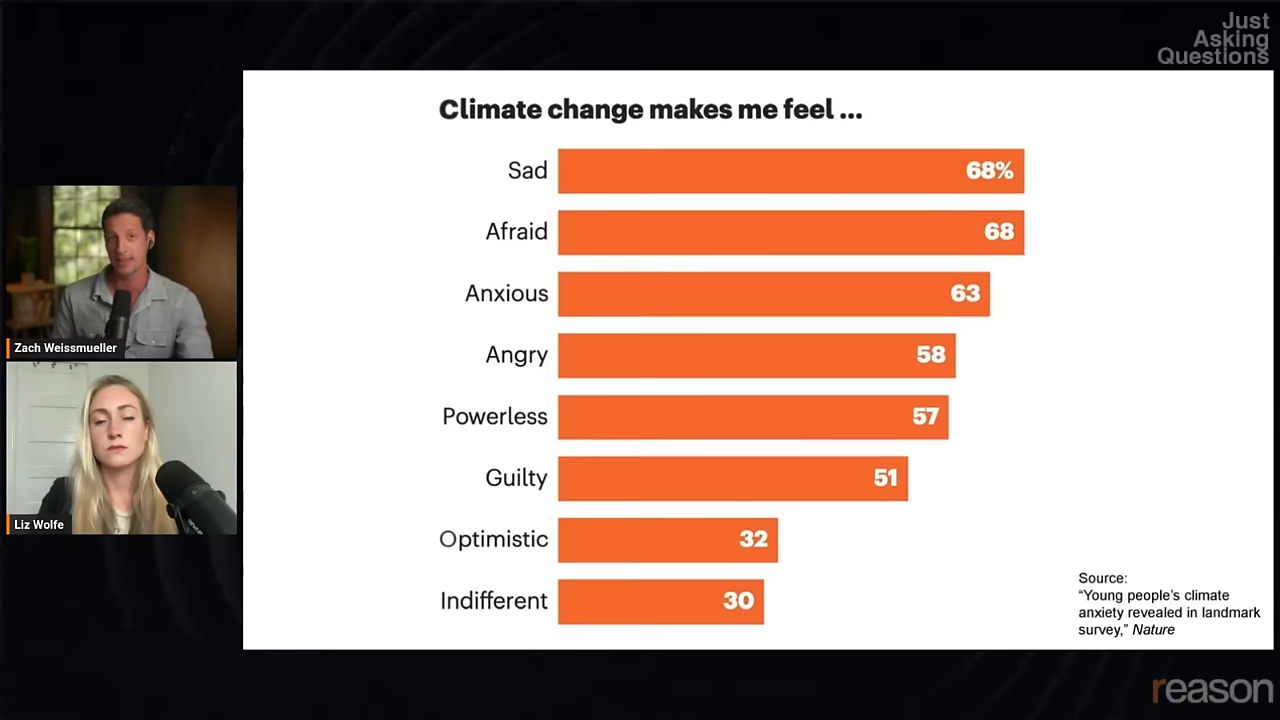 Just
Asking
Questions
Climate change makes me feel ...
Sad 68%
Afraid 68
Anxious 63
Angry 58
Powerless 57
Guilty 51
Optimistic 32
Indifferent 30
Source:
“Young people’s climate
anxiety revealed in landmark
survey,” Nature
Zach Weissmueller
Liz Wolfe
reason